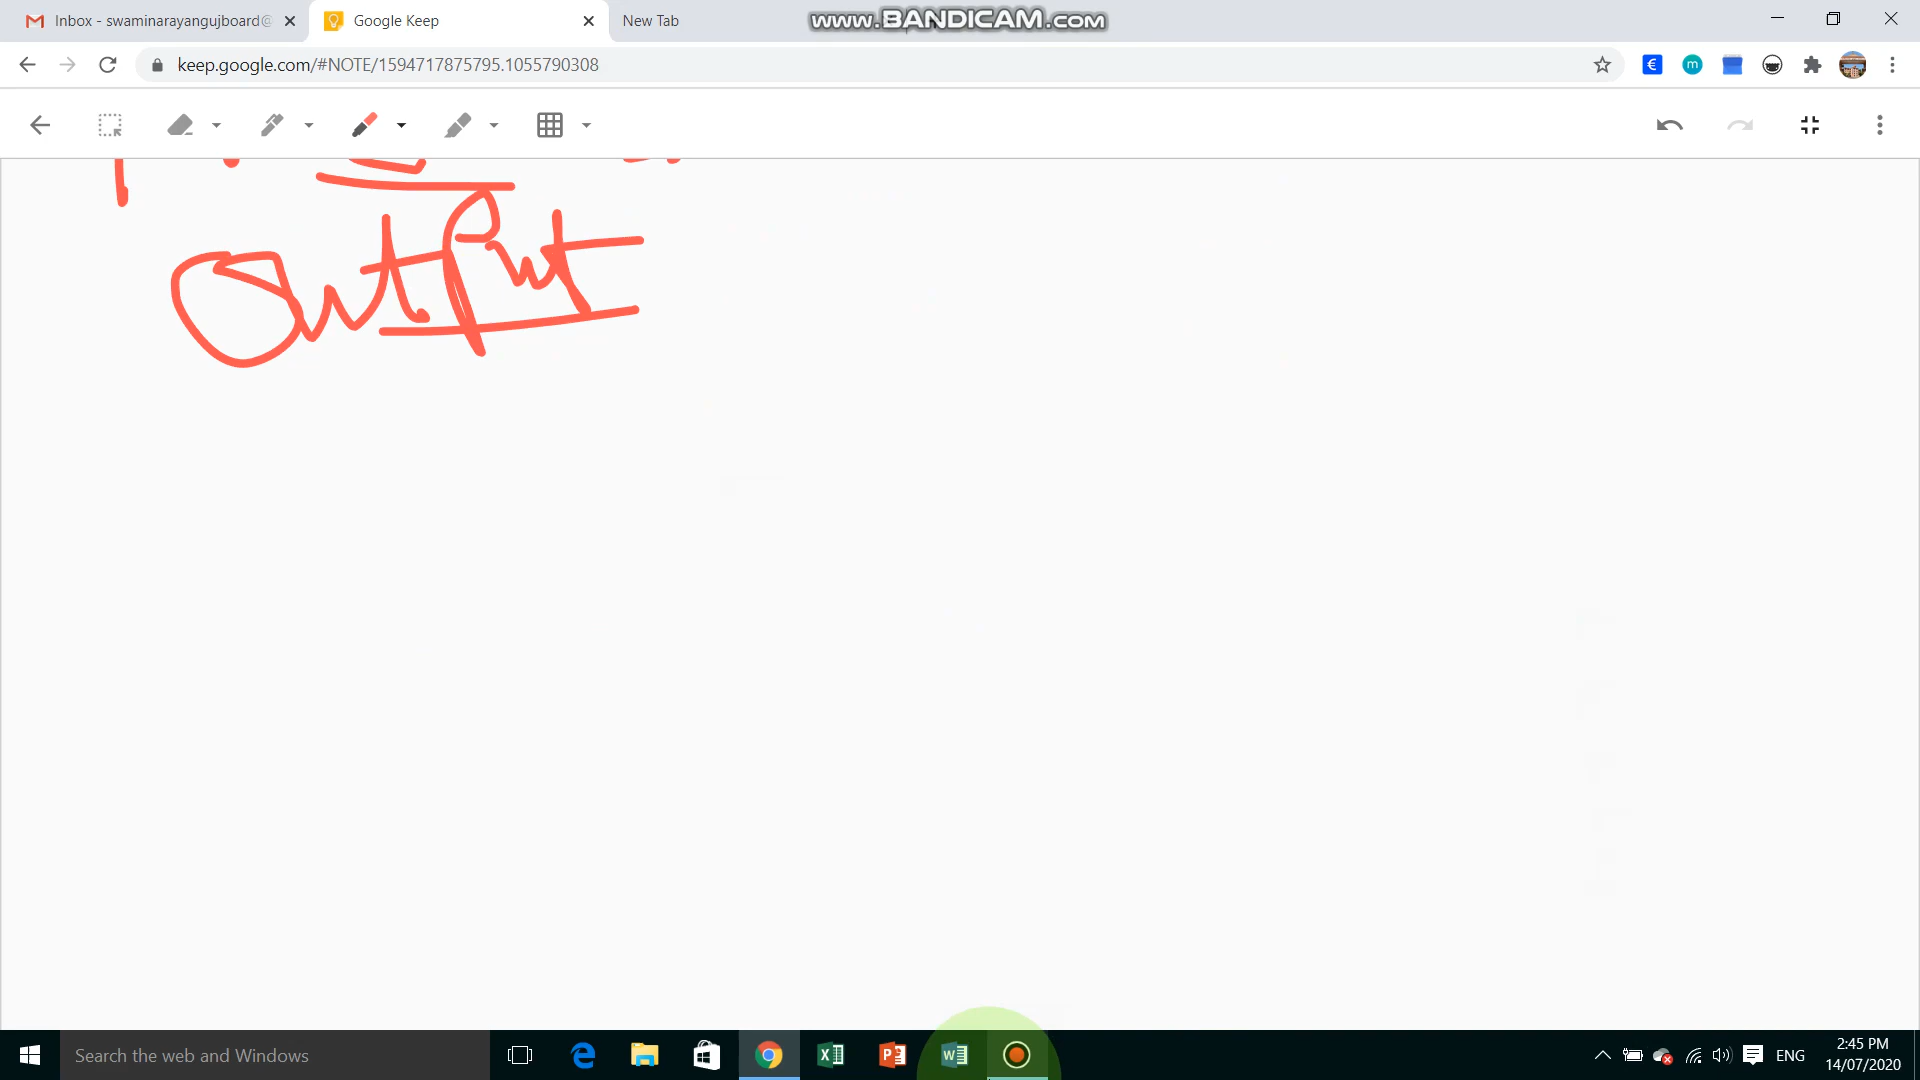 Inbox - swaminarayangujboard@
Google Keep
New Tab
www.BANDICAM.com
keep.google.com/#NOTE/1594717875795.1055790308
output
Search the web and Windows
ENG
2:45 PM
14/07/2020